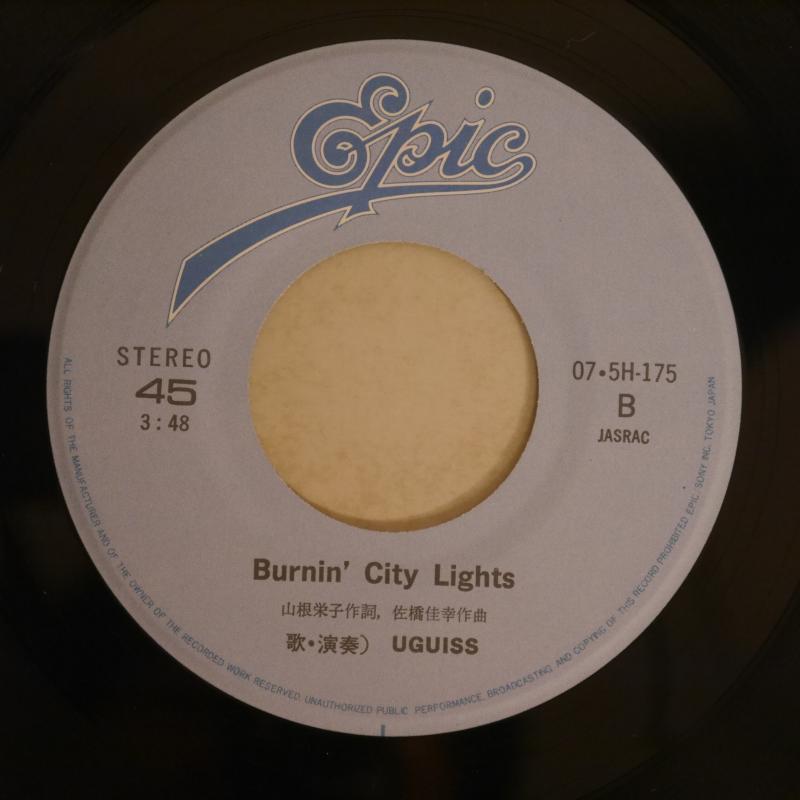 Epic
STEREO
45
3:48
07・5H-175
B
JASRAC
Burnin' City Lights
山根栄子作詞, 佐橋佳幸作曲
歌・演奏) UGUISS
ALL RIGHTS OF THE MANUFACTURER AND OF THE OWNER OF THE RECORDED WORK RESERVED. UNAUTHORIZED PUBLIC PERFORMANCE, BROADCASTING AND COPYING OF THIS RECORD PROHIBITED EPIC/SONY INC. TOKYO JAPAN